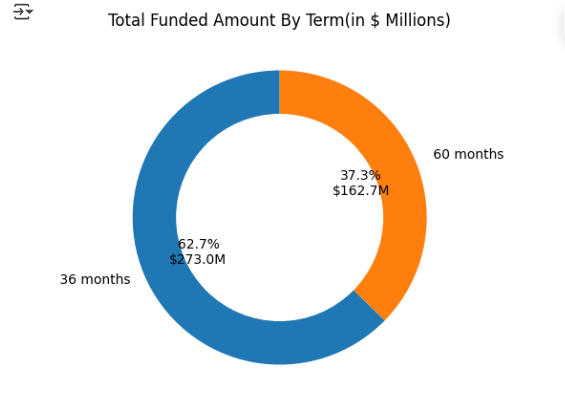 Total Funded Amount By Term(in $ Millions)
60 months
37.3%
$162.7M
62.7%
$273.0M
36 months